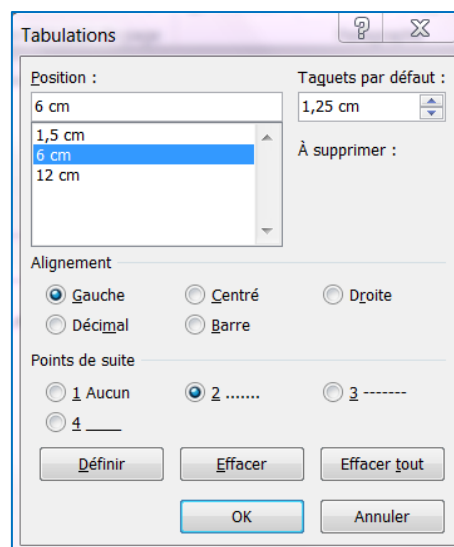 Tabulations
Position : Taquets par défaut :
6 cm 1,25 cm
1,5 cm
6 cm
12 cm
À supprimer :
Alignement
Gauche Centré Droite
Décimal Barre
Points de suite
1 Aucun 2 ....... 3 -------
4 ____
Définir Effacer Effacer tout
OK Annuler